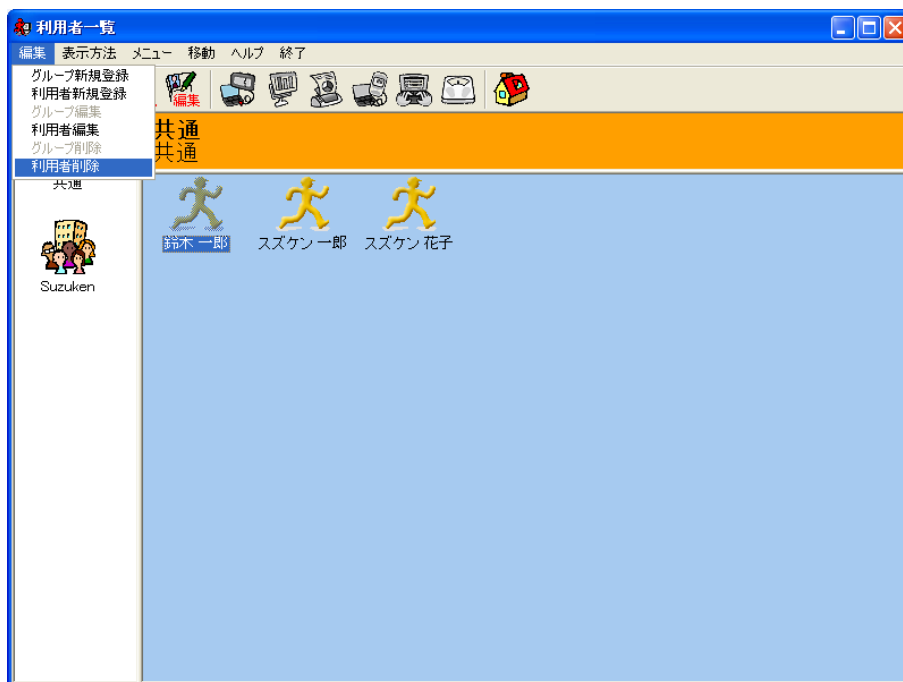 利用者一覧
編集 表示方法 メニュー 移動 ヘルプ 終了
グループ新規登録
利用者新規登録
グループ編集
利用者編集
グループ削除
利用者削除
編集
共通
共通
共通
Suzuken
鈴木 一郎 スズケン 一郎 スズケン 花子